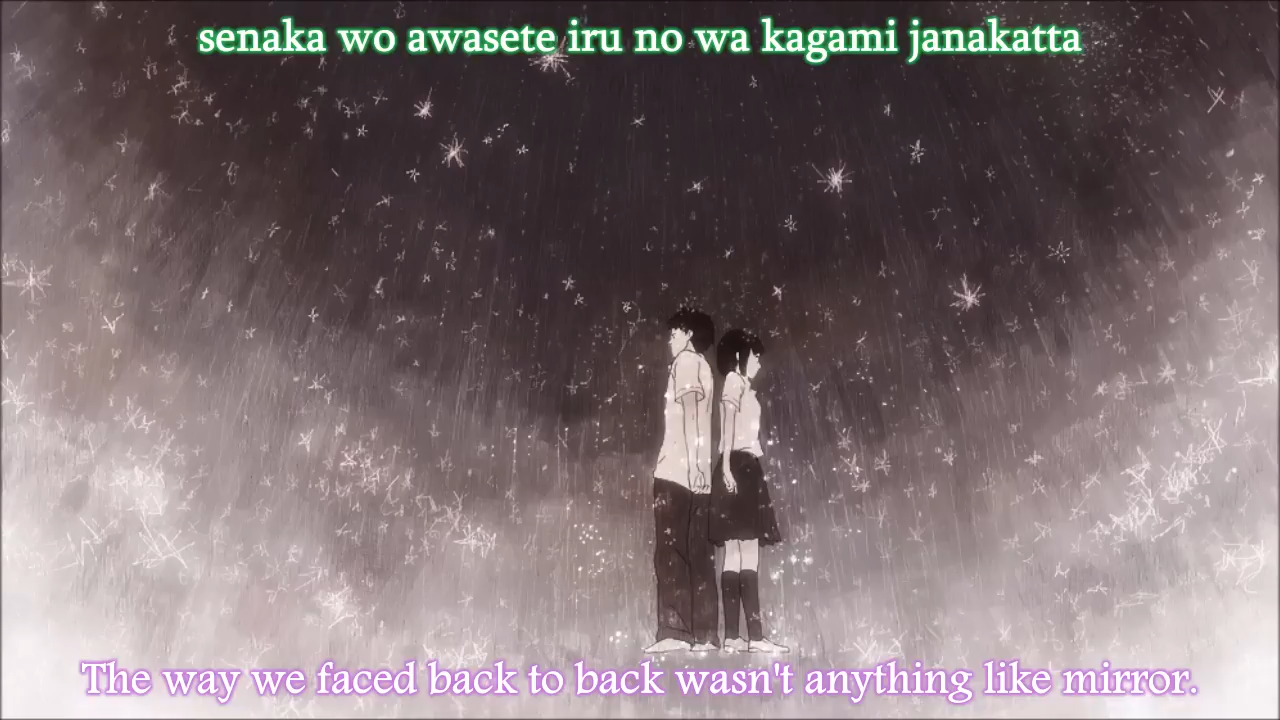 senaka wo awasete iru no wa kagami janakatta
The way we faced back to back wasn't anything like mirror.